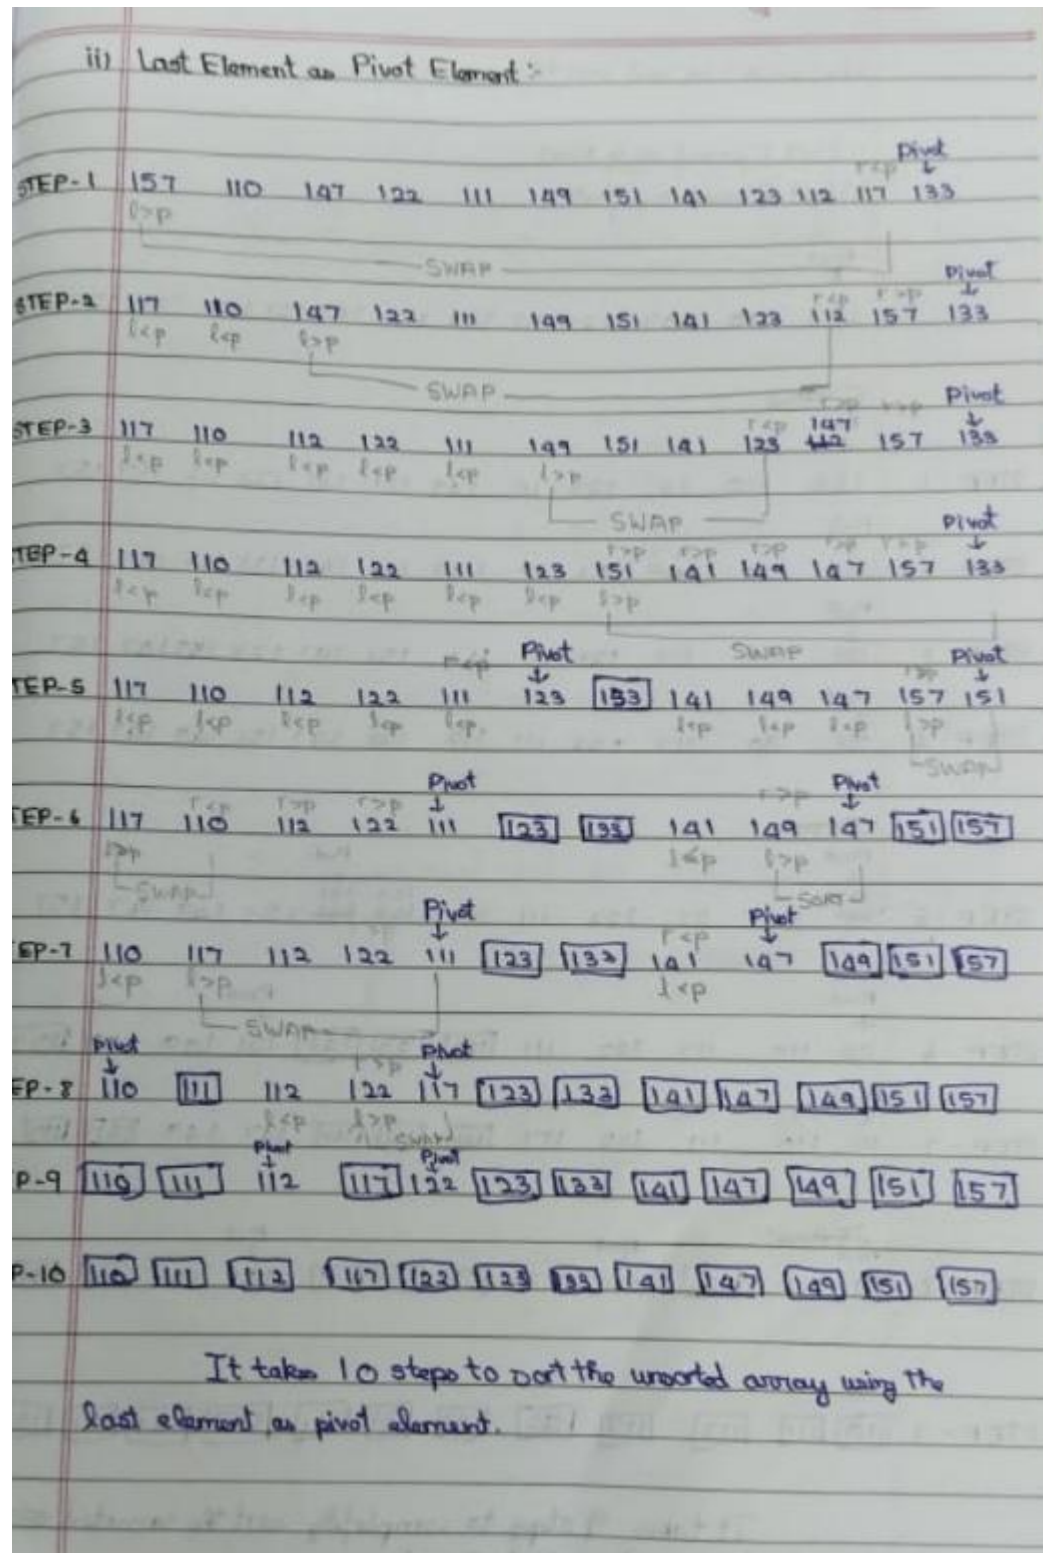 ii) Last Element as Pivot Element :-
Pivot
r<p ↓
STEP-1 157 110 147 122 111 149 151 141 123 112 117 133
l>p
SWAP
Pivot
r<p r>p ↓
STEP-2 117 110 147 122 111 149 151 141 123 112 157 133
l<p l<p l>p
SWAP
Pivot
r<p r>p r>p ↓
147
STEP-3 117 110 112 122 111 149 151 141 123 112 157 133
l<p l<p l<p l<p l<p l>p
SWAP
Pivot
r>p r>p r>p r>p r>p ↓
TEP-4 117 110 112 122 111 123 151 141 149 147 157 133
l<p l<p l<p l<p l<p l<p l>p
SWAP
Pivot Pivot
r<p ↓ r>p ↓
TEP-5 117 110 112 122 111 123 133 141 149 147 157 151
l<p l<p l<p l<p l<p l<p l<p l<p l>p
SWAP
Pivot Pivot
r<p r>p r>p ↓ r>p ↓
TEP-6 117 110 112 122 111 123 133 141 149 147 151 157
l>p l<p l>p
SWAP
Pivot Pivot
↓ r<p ↓
EP-7 110 117 112 122 111 123 133 141 147 149 151 157
l<p l>p l<p
SWAP
Pivot Pivot
↓ r>p ↓
EP-8 110 111 112 122 117 123 133 141 147 149 151 157
l<p l>p
SWAP
Pivot Pivot
↓ ↓
P-9 110 111 112 117 122 123 133 141 147 149 151 157
P-10 110 111 112 117 122 123 133 141 147 149 151 157
It takes 10 steps to sort the unsorted array using the
last element, as pivot element.